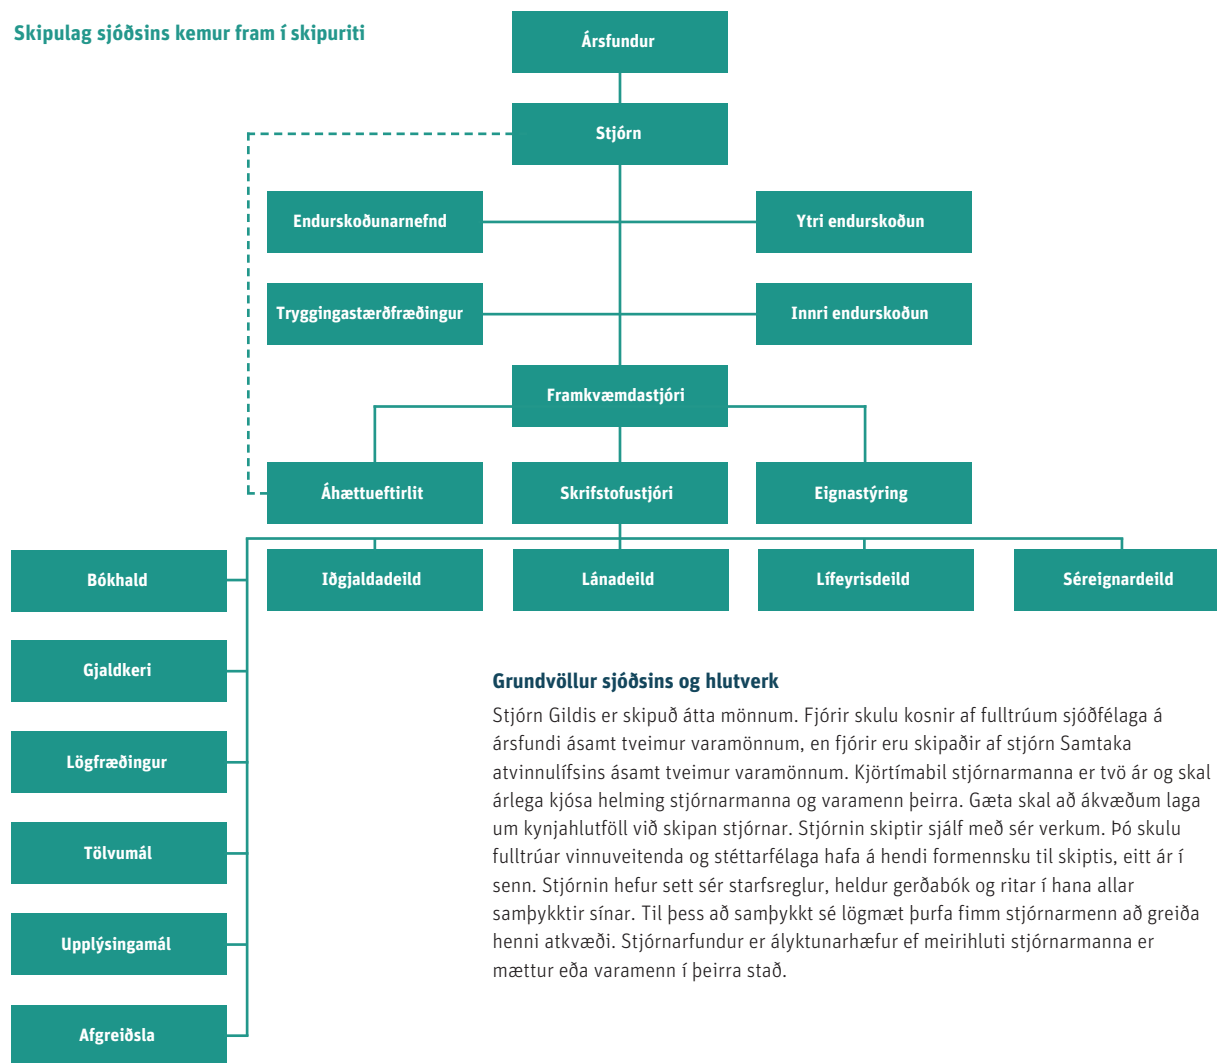 Skipulag sjóðsins kemur fram í skipuriti
Ársfundur
Stjórn
Endurskoðunarnefnd
Ytri endurskoðun
Tryggingastærðfræðingur
Innri endurskoðun
Framkvæmdastjóri
Áhættueftirlit
Skrifstofustjóri
Eignastýring
Bókhald
Iðgjaldadeild
Lánadeild
Lífeyrisdeild
Séreignardeild
Gjaldkeri
Lögfræðingur
Tölvumál
Upplýsingamál
Afgreiðsla
Grundvöllur sjóðsins og hlutverk
Stjórn Gildis er skipuð átta mönnum. Fjórir skulu kosnir af fulltrúum sjóðfélaga á
ársfundi ásamt tveimur varamönnum, en fjórir eru skipaðir af stjórn Samtaka
atvinnulífsins ásamt tveimur varamönnum. Kjörtímabil stjórnarmanna er tvö ár og skal
árlega kjósa helming stjórnarmanna og varamenn þeirra. Gæta skal að ákvæðum laga
um kynjahlutföll við skipan stjórnar. Stjórnin skiptir sjálf með sér verkum. Þó skulu
fulltrúar vinnuveitenda og stéttarfélaga hafa á hendi formennsku til skiptis, eitt ár í
senn. Stjórnin hefur sett sér starfsreglur, heldur gerðabók og ritar í hana allar
samþykktir sínar. Til þess að samþykkt sé lögmæt þurfa fimm stjórnarmenn að greiða
henni atkvæði. Stjórnarfundur er ályktunarhæfur ef meirihluti stjórnarmanna er
mættur eða varamenn í þeirra stað.